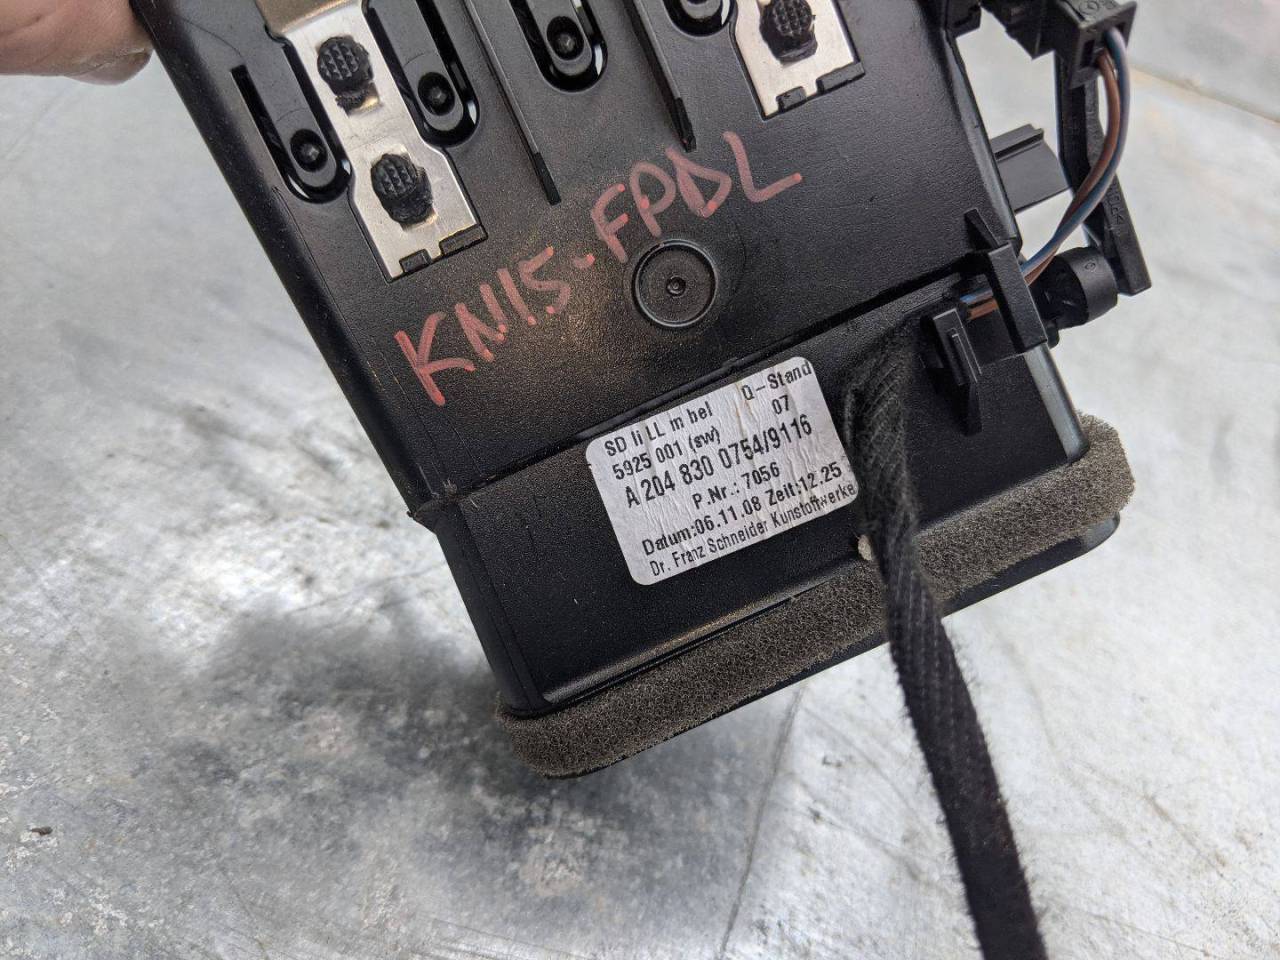 KN15-FPDL
SD li LL m bel Q-Stand
5925 001 (sw) 07
A 204 830 0754/9116
P.Nr.: 7056
Datum:06.11.08 Zeit:12.25
Dr. Franz Schneider Kunstoffwerke